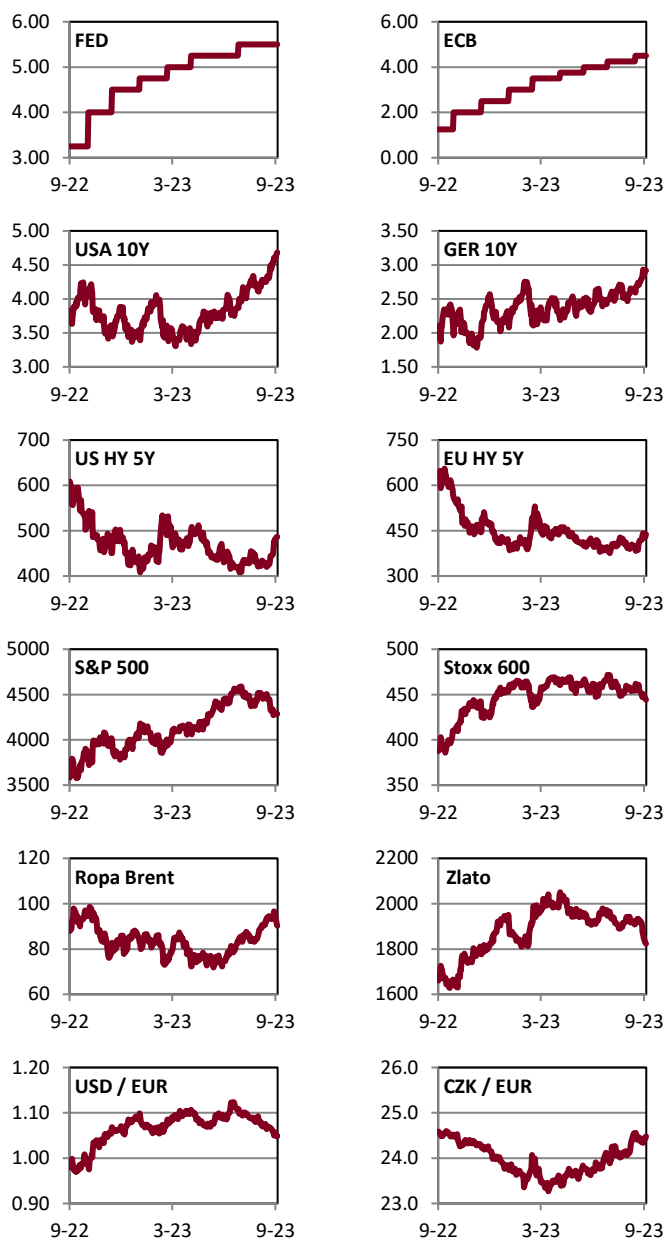 6.00
FED
5.00
4.00
3.00
9-22 3-23 9-23
6.00
ECB
4.00
2.00
0.00
9-22 3-23 9-23
5.00
USA 10Y
4.50
4.00
3.50
3.00
9-22 3-23 9-23
3.50
GER 10Y
3.00
2.50
2.00
1.50
9-22 3-23 9-23
700
US HY 5Y
600
500
400
9-22 3-23 9-23
750
EU HY 5Y
600
450
300
9-22 3-23 9-23
5000
S&P 500
4500
4000
3500
9-22 3-23 9-23
500
Stoxx 600
450
400
350
9-22 3-23 9-23
120
Ropa Brent
100
80
60
9-22 3-23 9-23
2200
Zlato
2000
1800
1600
9-22 3-23 9-23
1.20
USD / EUR
1.10
1.00
0.90
9-22 3-23 9-23
26.0
CZK / EUR
25.0
24.0
23.0
9-22 3-23 9-23